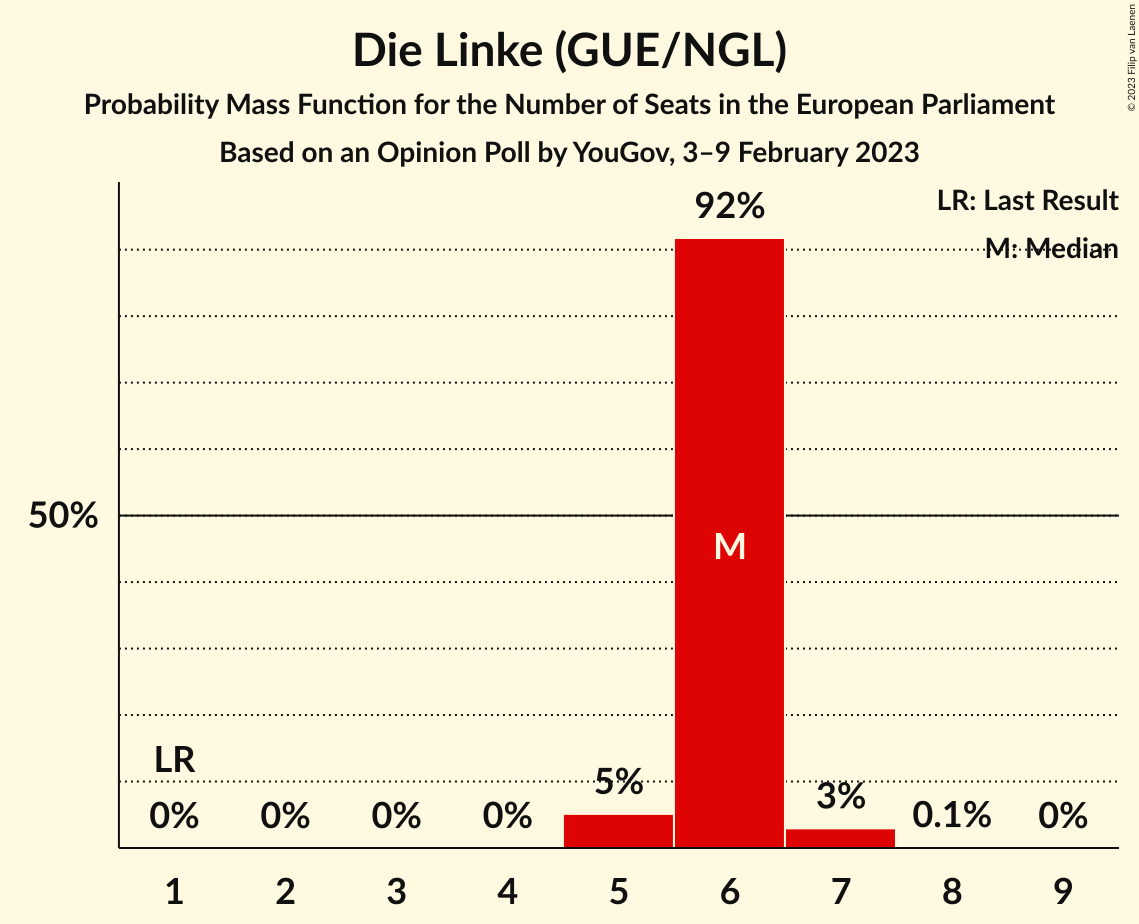 Die Linke (GUE/NGL)
Probability Mass Function for the Number of Seats in the European Parliament
Based on an Opinion Poll by YouGov, 3–9 February 2023
© 2023 Filip van Laenen
LR: Last Result
M: Median
92%
50%
M
LR
5%
3%
0% 0% 0% 0% 0.1% 0%
1 2 3 4 5 6 7 8 9